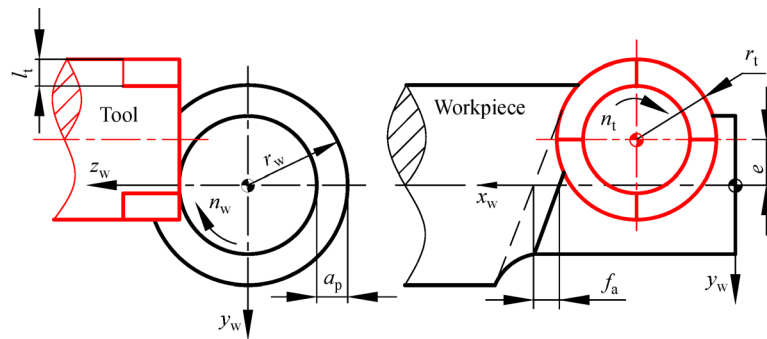 l_t
Tool
z_w
r_w
n_w
a_p
y_w
Workpiece
r_t
n_t
e
x_w
f_a
y_w